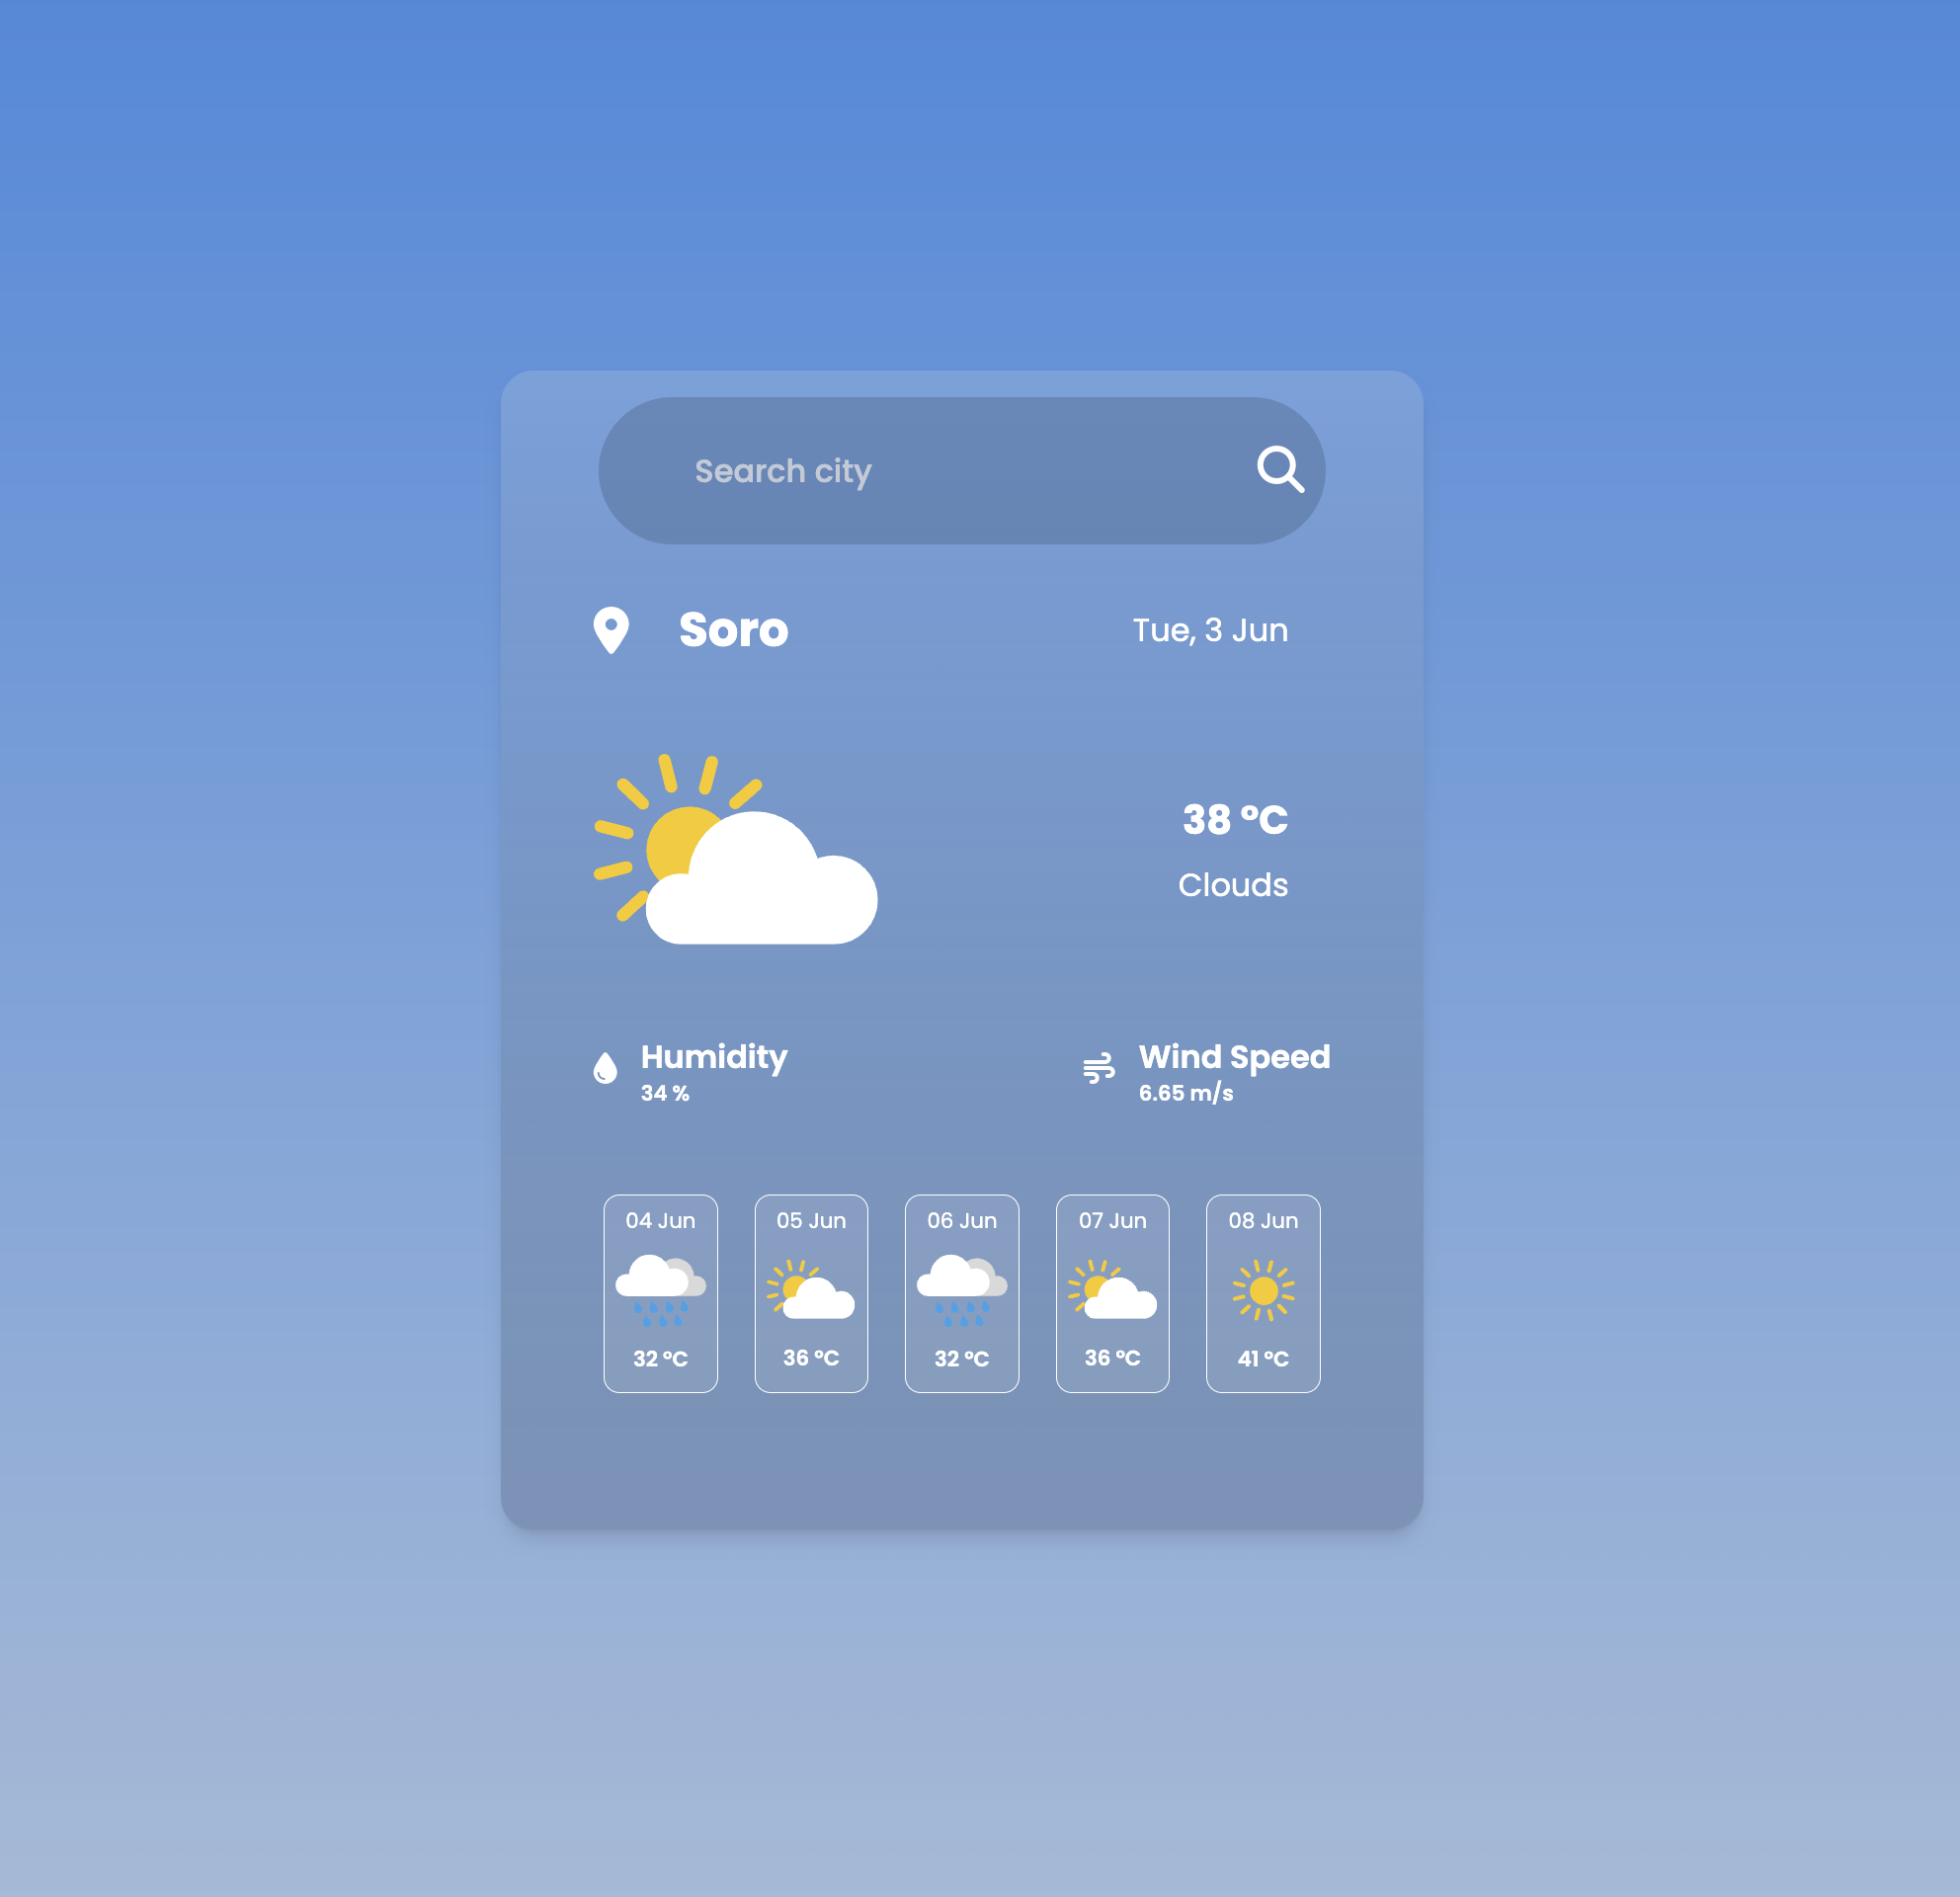 Search city
Soro
Tue, 3 Jun
38 °C
Clouds
Humidity
34 %
Wind Speed
6.65 m/s
04 Jun
32 °C
05 Jun
36 °C
06 Jun
32 °C
07 Jun
36 °C
08 Jun
41 °C